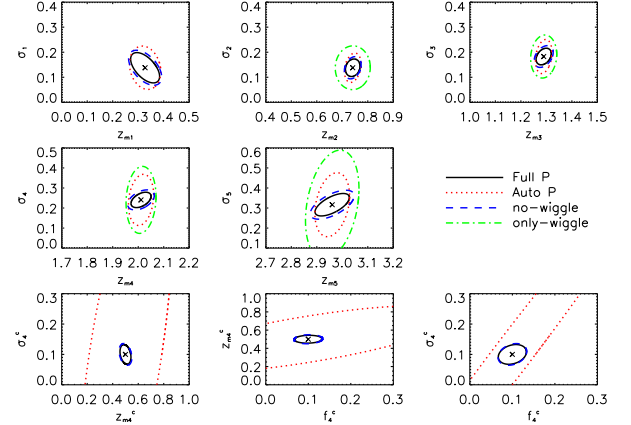 0.4 0.3 0.2 0.1 0.0
σ1
0.0 0.1 0.2 0.3 0.4 0.5
zm1
0.4 0.3 0.2 0.1 0.0
σ2
0.4 0.5 0.6 0.7 0.8 0.9
zm2
0.4 0.3 0.2 0.1 0.0
σ3
1.0 1.1 1.2 1.3 1.4 1.5
zm3
0.5 0.4 0.3 0.2 0.1 0.0
σ4
1.7 1.8 1.9 2.0 2.1 2.2
zm4
0.6 0.5 0.4 0.3 0.2 0.1
σ5
2.7 2.8 2.9 3.0 3.1 3.2
zm5
Full P
Auto P
no-wiggle
only-wiggle
0.3 0.2 0.1 0.0
σ4c
0.0 0.2 0.4 0.6 0.8 1.0
zm4c
1.0 0.8 0.6 0.4 0.2 0.0
zm4c
0.0 0.1 0.2 0.3
f4c
0.3 0.2 0.1 0.0
σ4c
0.0 0.1 0.2 0.3
f4c